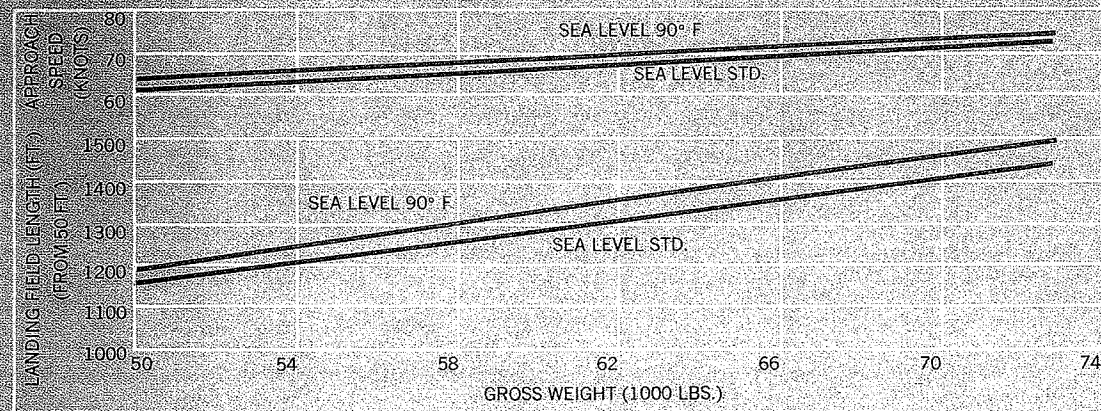 APPROACH
SPEED
(KNOTS)
80
70
60
SEA LEVEL 90° F
SEA LEVEL STD.
LANDING FIELD LENGTH (FT.)
(FROM 50 FT.)
1500
1400
1300
1200
1100
1000
SEA LEVEL 90° F.
SEA LEVEL STD.
50 54 58 62 66 70 74
GROSS WEIGHT (1000 LBS.)